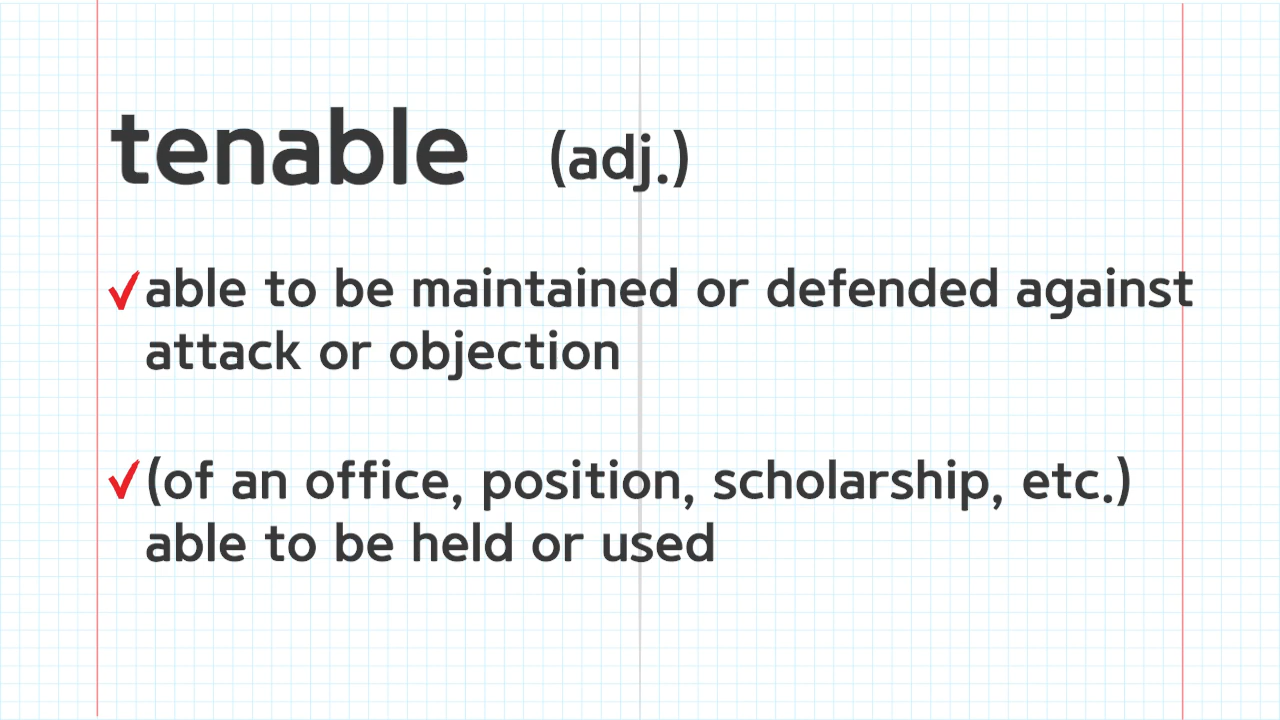 tenable (adj.)
able to be maintained or defended against
attack or objection
(of an office, position, scholarship, etc.)
able to be held or used